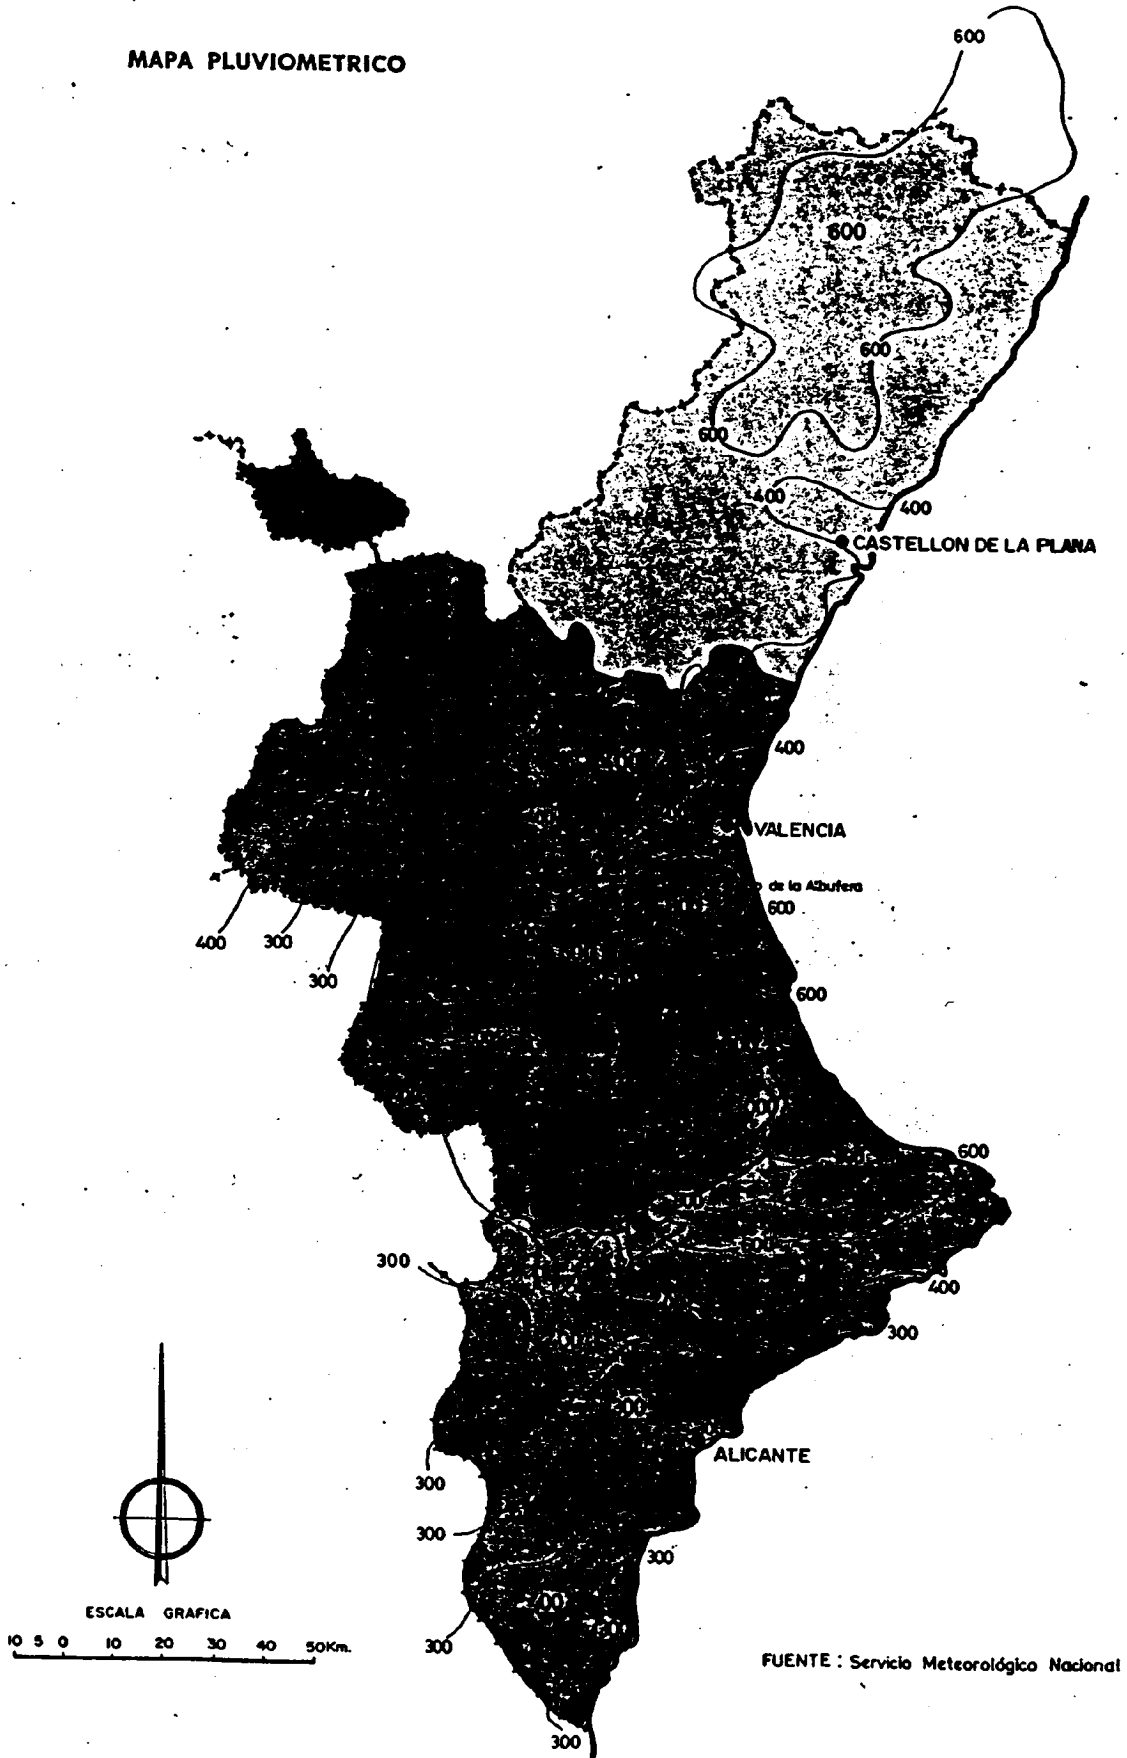 600
MAPA PLUVIOMETRICO
600
600
600
400
400
CASTELLON DE LA PLANA
400
VALENCIA
de la Albufera
600
400
300
300
600
600
300
400
300
300
ALICANTE
300
300
300
300
ESCALA GRAFICA
10 5 0 10 20 30 40 50Km.
FUENTE : Servicio Meteorológico Nacional
300